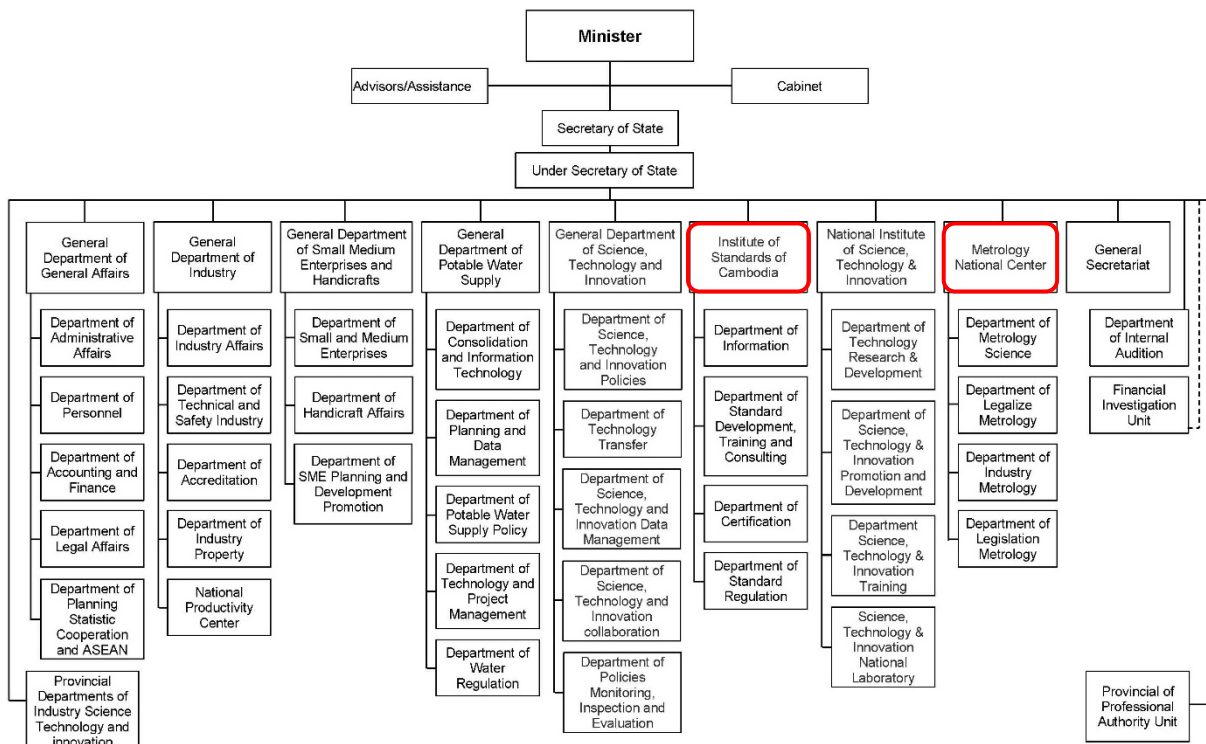 Minister
Advisors/Assistance
Cabinet
Secretary of State
Under Secretary of State
General
Department of
General Affairs
Department of
Administrative
Affairs
Department of
Personnel
Department of
Accounting and
Finance
Department of
Legal Affairs
Department of
Planning
Statistic
Cooperation
and ASEAN
Provincial
Departments of
Industry Science
Technology and
innovation
General
Department of
Industry
Department of
Industry Affairs
Department of
Technical and
Safety Industry
Department of
Accreditation
Department of
Industry
Property
National
Productivity
Center
General Department
of Small Medium
Enterprises and
Handicrafts
Department of
Small and Medium
Enterprises
Department of
Handicraft Affairs
Department of
SME Planning and
Development
Promotion
General
Department of
Potable Water
Supply
Department of
Consolidation
and Information
Technology
Department of
Planning and
Data
Management
Department of
Potable Water
Supply Policy
Department of
Technology and
Project
Management
Department of
Water
Regulation
General Department
of Science,
Technology and
Innovation
Department of
Science,
Technology
and Innovation
Policies
Department of
Technology
Transfer
Department of
Science,
Technology and
Innovation Data
Management
Department of
Science,
Technology and
Innovation
collaboration
Department of
Policies
Monitoring,
Inspection and
Evaluation
Institute of
Standards of
Cambodia
Department of
Information
Department of
Standard
Development,
Training and
Consulting
Department of
Certification
Department of
Standard
Regulation
National Institute
of Science,
Technology &
Innovation
Department of
Technology
Research &
Development
Department of
Science,
Technology
& Innovation
Promotion and
Development
Department
Science,
Technology &
Innovation
Training
Science,
Technology &
Innovation
National
Laboratory
Metrology
National Center
Department of
Metrology
Science
Department of
Legalize
Metrology
Department of
Industry
Metrology
Department of
Legislation
Metrology
General
Secretariat
Department
of Internal
Audition
Financial
Investigation
Unit
Provincial of
Professional
Authority Unit